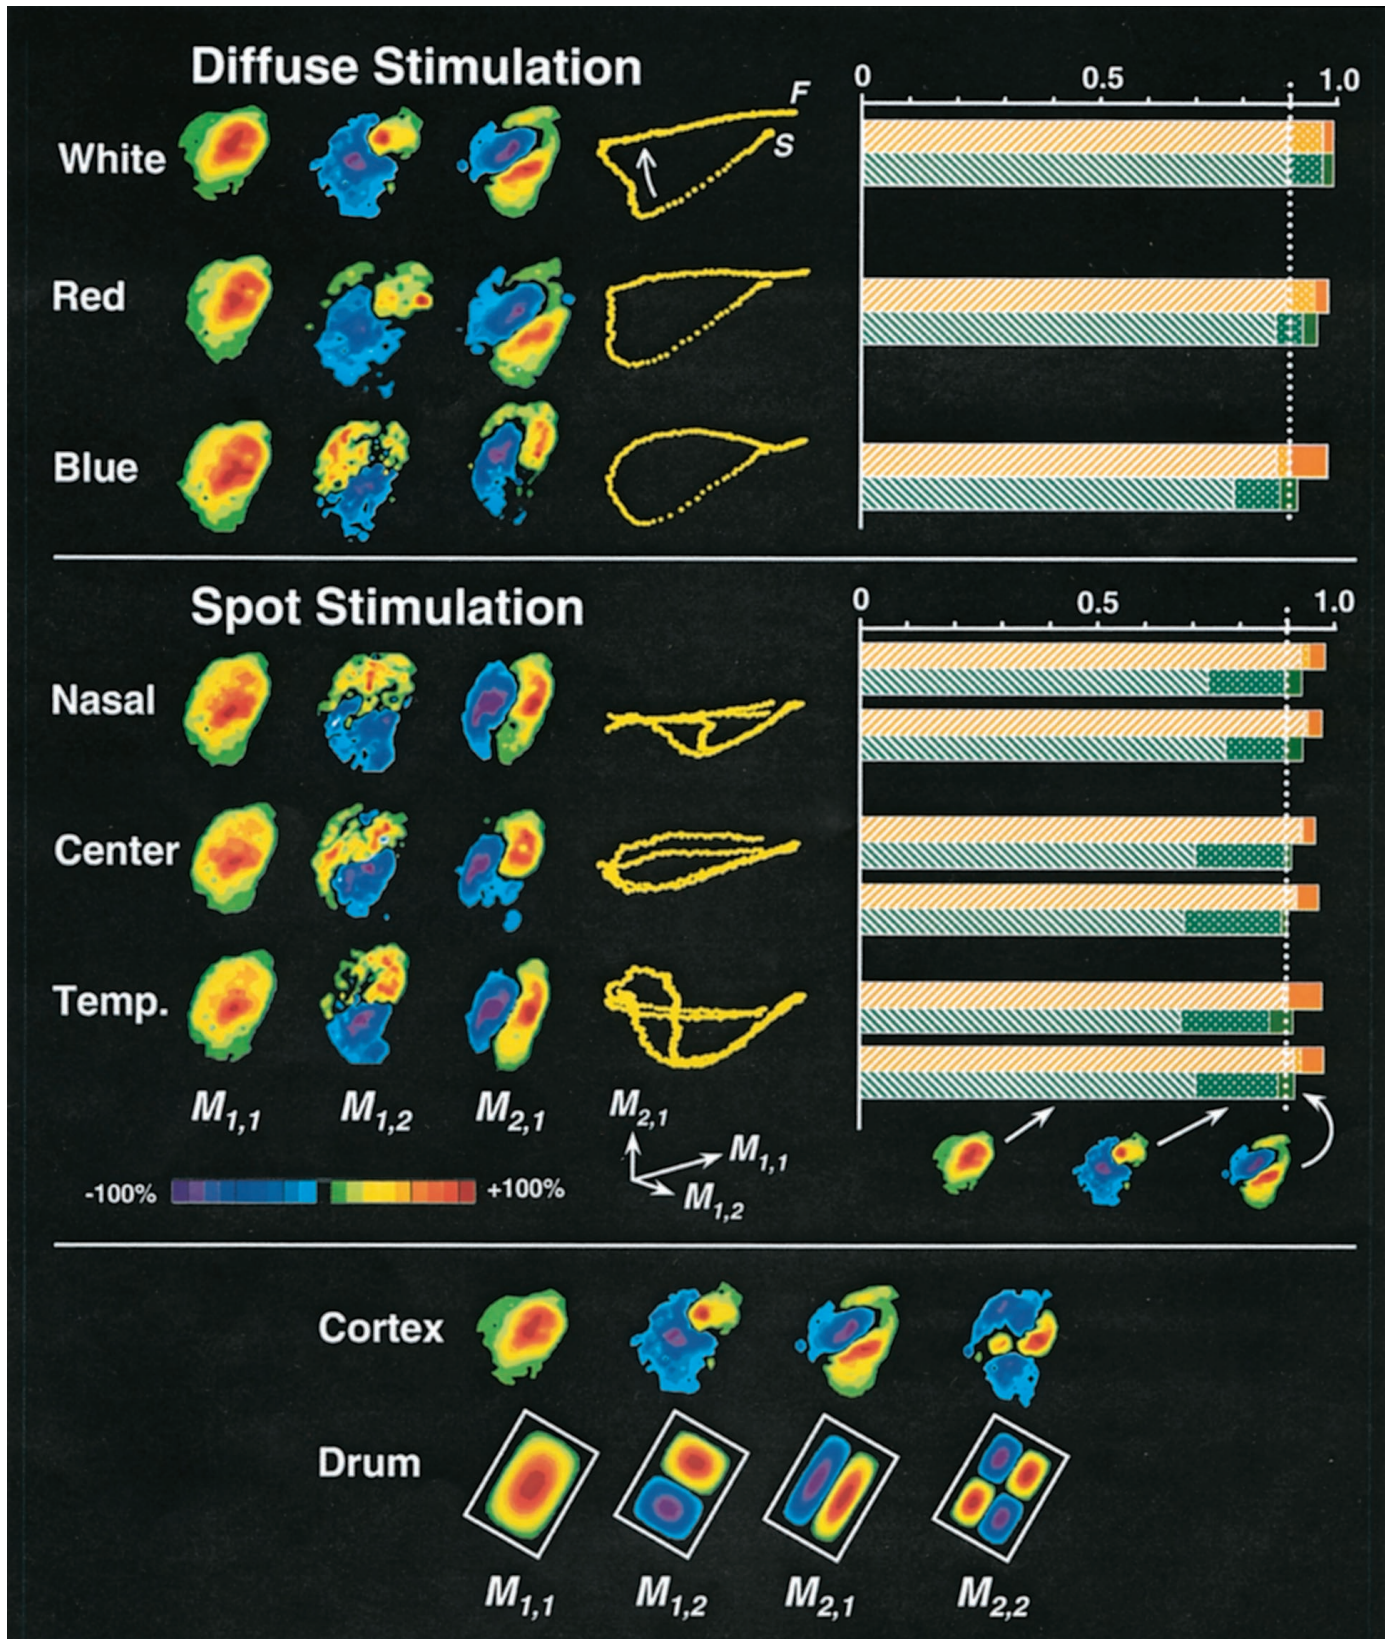 Diffuse Stimulation
0 0.5 1.0
White
F
S
Red
Blue
Spot Stimulation
0 0.5 1.0
Nasal
Center
Temp.
M1,1 M1,2 M2,1 M2,1
M1,1
M1,2
-100% +100%
Cortex
Drum
M1,1 M1,2 M2,1 M2,2